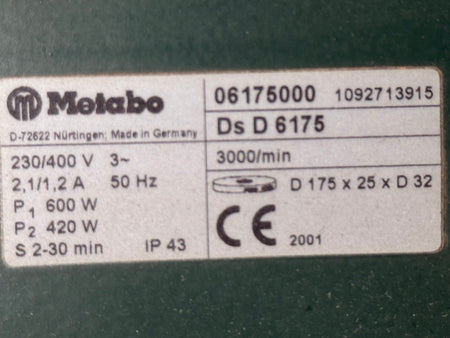 Metabo
D-72622 Nürtingen; Made in Germany
230/400 V 3~
2,1/1,2 A 50 Hz
P1 600 W
P2 420 W
S 2-30 min IP 43
06175000 1092713915
Ds D 6175
3000/min
D 175 x 25 x D 32
CE 2001